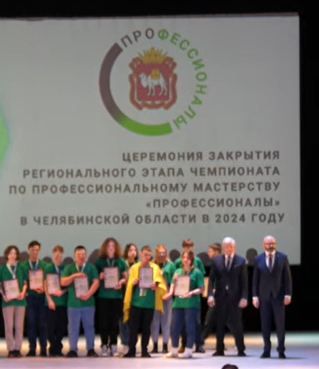 ПРОФЕССИОНАЛЫ
ЦЕРЕМОНИЯ ЗАКРЫТИЯ
РЕГИОНАЛЬНОГО ЭТАПА ЧЕМПИОНАТА
ПО ПРОФЕССИОНАЛЬНОМУ МАСТЕРСТВУ
«ПРОФЕССИОНАЛЫ»
В ЧЕЛЯБИНСКОЙ ОБЛАСТИ В 2024 ГОДУ